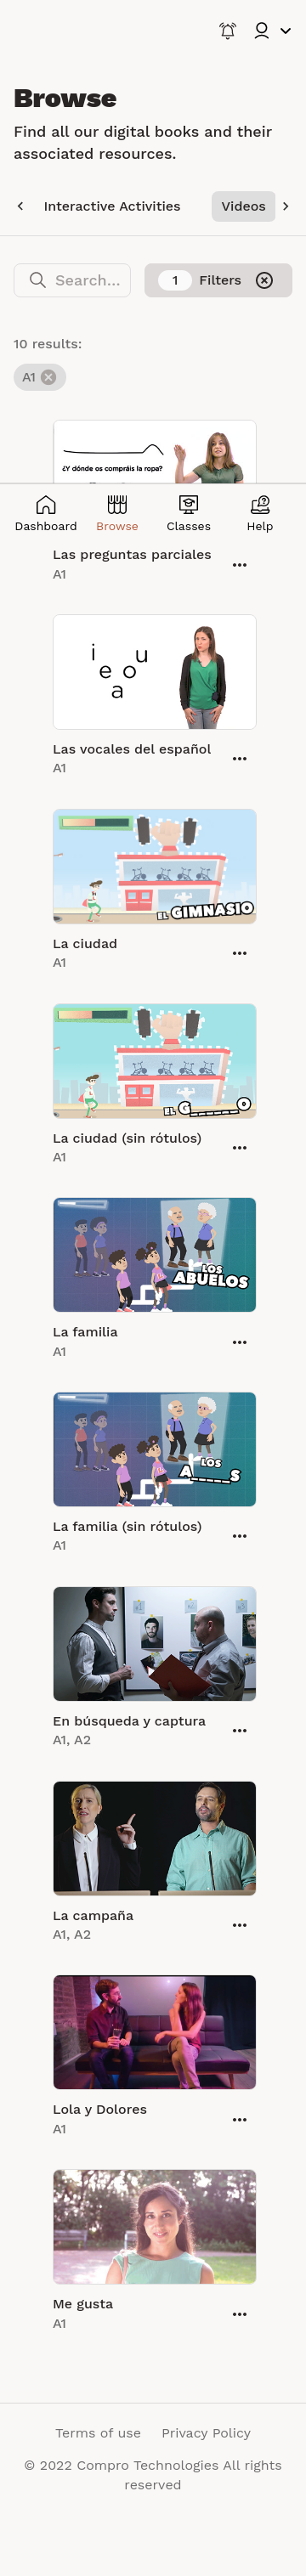 Browse
Find all our digital books and their
associated resources.
Interactive Activities
Videos
Search...
1
Filters
10 results:
A1
¿Y dónde os compráis la ropa?
Dashboard
Browse
Classes
Help
Las preguntas parciales
A1
i
e
a
o
u
Las vocales del español
A1
EL GIMNASIO
La ciudad
A1
EL G_______O
La ciudad (sin rótulos)
A1
LOS
ABUELOS
La familia
A1
LOS
A_____S
La familia (sin rótulos)
A1
En búsqueda y captura
A1, A2
La campaña
A1, A2
Lola y Dolores
A1
Me gusta
A1
Terms of use
Privacy Policy
© 2022 Compro Technologies All rights
reserved